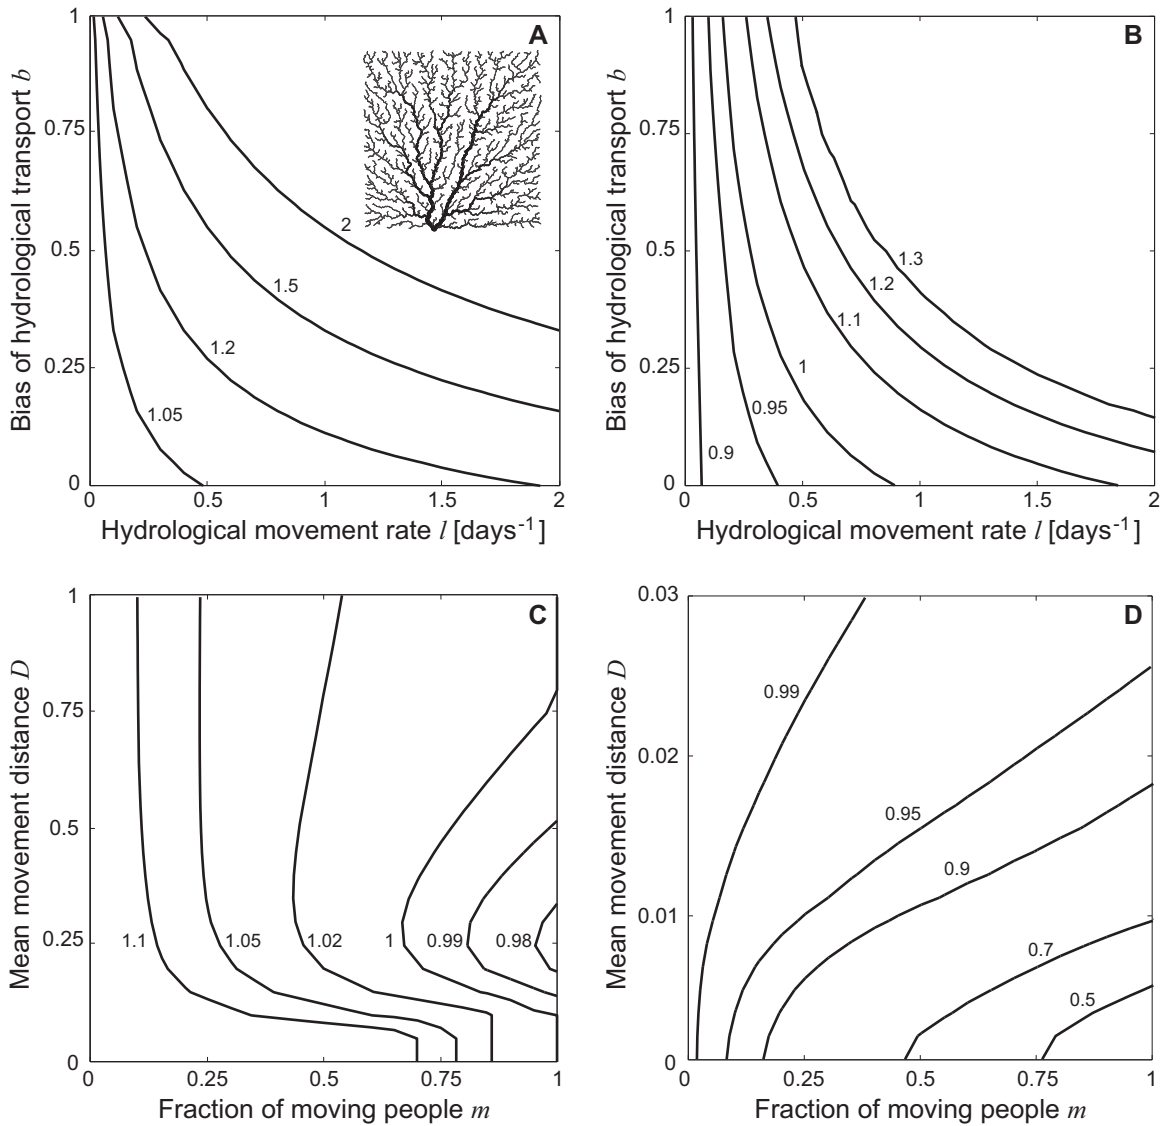 A
1
0.75
0.5
0.25
0
Bias of hydrological transport b
2
1.5
1.2
1.05
0 0.5 1 1.5 2
Hydrological movement rate l [days-1]
B
1
0.75
0.5
0.25
0
Bias of hydrological transport b
1.3
1.2
1.1
1
0.95
0.9
0 0.5 1 1.5 2
Hydrological movement rate l [days-1]
C
1
0.75
0.5
0.25
0
Mean movement distance D
1.1 1.05 1.02 1 0.99 0.98
0 0.25 0.5 0.75 1
Fraction of moving people m
D
0.03
0.02
0.01
0
Mean movement distance D
0.99
0.95
0.9
0.7
0.5
0 0.25 0.5 0.75 1
Fraction of moving people m